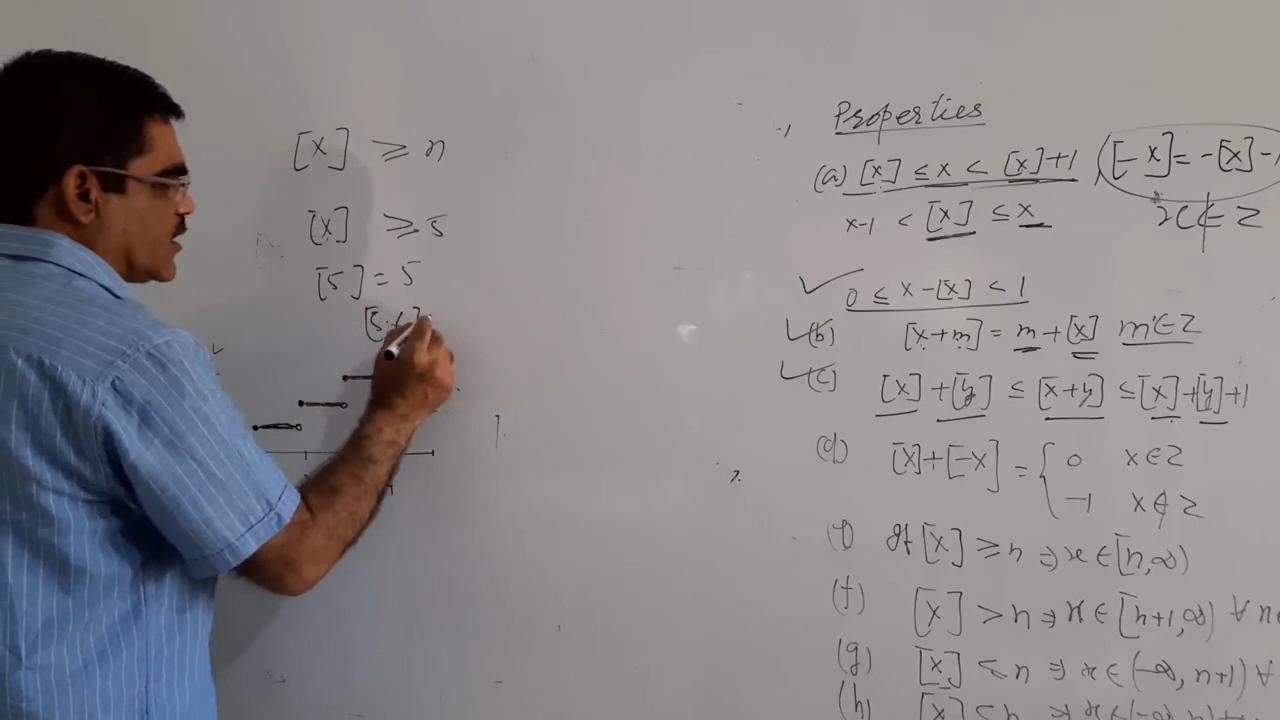 [x] ≥ n
[x] ≥ 5
[5] = 5
Properties
(a) [x] ≤ x < [x]+1, [-x] = -[x]-1
x-1 < [x] ≤ x
x ∉ Z
0 ≤ x-[x] < 1
(b) [x+m] = m+[x] m∈Z
(c) [x]+[y] ≤ [x+y] ≤ [x]+[y]+1
(d) [x]+[-x] = { 0 x∈Z
-1 x∉Z
If [x] ≥ n ⇒ x∈[n,∞)
(f) [x] > n ⇒ x∈[n+1,∞) ∀ n
(g) [x] ≤ n ⇒ x∈(-∞, n+1) ∀
(h) [x]